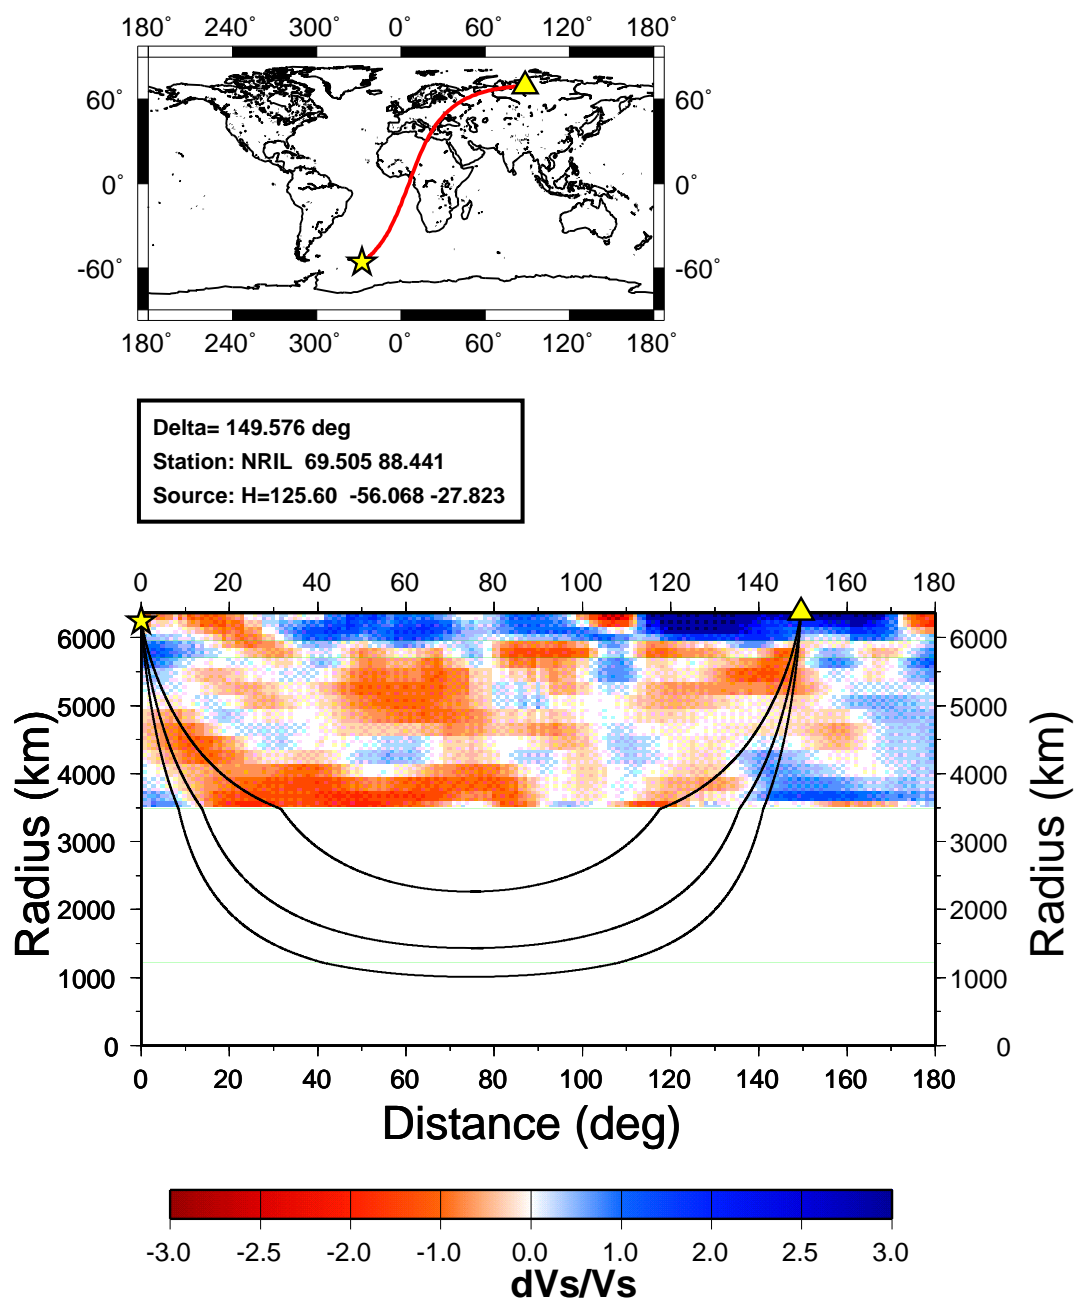 180˚ 240˚ 300˚ 0˚ 60˚ 120˚ 180˚
60˚ 60˚
0˚ 0˚
-60˚ -60˚
180˚ 240˚ 300˚ 0˚ 60˚ 120˚ 180˚
Delta= 149.576 deg
Station: NRIL 69.505 88.441
Source: H=125.60 -56.068 -27.823
0 20 40 60 80 100 120 140 160 180
6000 6000
5000 5000
4000 4000
3000 3000
2000 2000
1000 1000
0 0
Radius (km)
Radius (km)
0 20 40 60 80 100 120 140 160 180
Distance (deg)
-3.0 -2.5 -2.0 -1.0 0.0 1.0 2.0 2.5 3.0
dVs/Vs